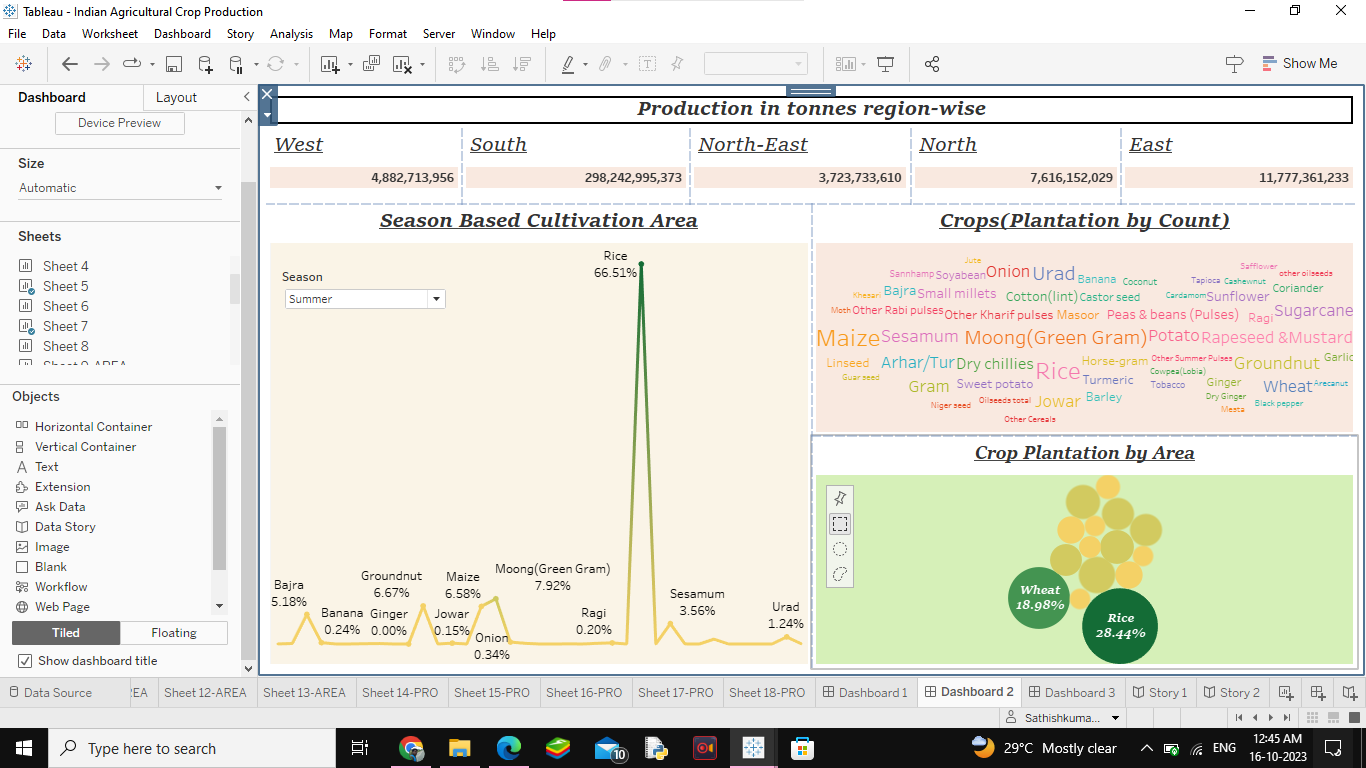 Tableau - Indian Agricultural Crop Production
File Data Worksheet Dashboard Story Analysis Map Format Server Window Help
Show Me
Dashboard Layout
Device Preview
Size
Automatic
Sheets
Sheet 4
Sheet 5
Sheet 6
Sheet 7
Sheet 8
Objects
Horizontal Container
Vertical Container
Text
Extension
Ask Data
Data Story
Image
Blank
Workflow
Web Page
Tiled Floating
Show dashboard title
Production in tonnes region-wise
West South North-East North East
4,882,713,956 298,242,995,373 3,723,733,610 7,616,152,029 11,777,361,233
Season Based Cultivation Area
Season
Summer
Rice
66.51%
Bajra
5.18%
Banana
0.24%
Groundnut
6.67%
Ginger
0.00%
Maize
6.58%
Jowar
0.15%
Moong(Green Gram)
7.92%
Onion
0.34%
Ragi
0.20%
Sesamum
3.56%
Urad
1.24%
Crops(Plantation by Count)
Jute
Sannhamp Soyabean Onion Urad Banana Coconut Tapioca Cashewnut Safflower other oilseeds
Khesari Bajra Small millets Cotton(lint) Castor seed Cardamom Sunflower Coriander
Moth Other Rabi pulses Other Kharif pulses Masoor Peas & beans (Pulses) Ragi Sugarcane
Maize Sesamum Moong(Green Gram) Potato Rapeseed &Mustard
Linseed Arhar/Tur Dry chillies Rice Horse-gram Other Summer Pulses Groundnut Garlic
Guar seed Gram Sweet potato Turmeric Cowpea(Lobia) Tobacco Ginger Wheat Arecanut
Niger seed Oilseeds total Jowar Barley Dry Ginger Black pepper
Other Cereals Mesta
Crop Plantation by Area
Wheat
18.98%
Rice
28.44%
Data Source EA Sheet 12-AREA Sheet 13-AREA Sheet 14-PRO Sheet 15-PRO Sheet 16-PRO Sheet 17-PRO Sheet 18-PRO Dashboard 1 Dashboard 2 Dashboard 3 Story 1 Story 2
Sathishkuma...
Type here to search
10
29°C Mostly clear
ENG
12:45 AM
16-10-2023